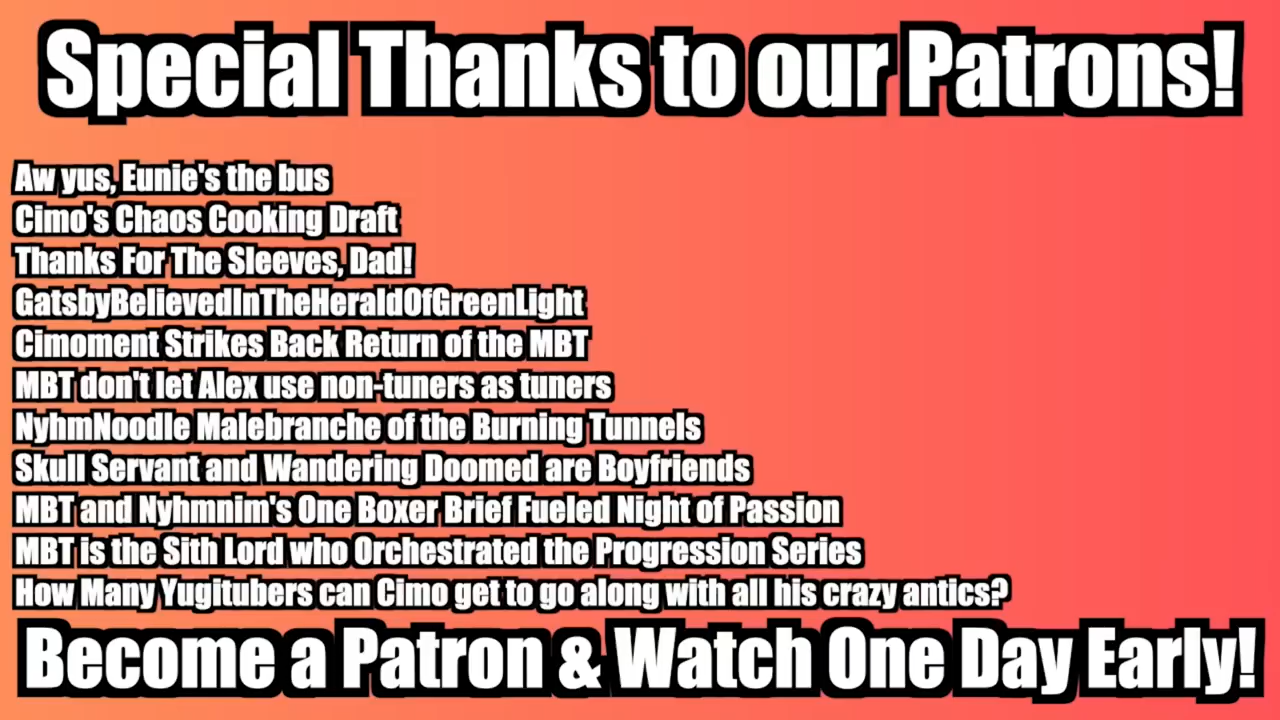 Special Thanks to our Patrons!
Aw yus, Eunie's the bus
Cimo's Chaos Cooking Draft
Thanks For The Sleeves, Dad!
GatsbyBelievedInTheHeraldOfGreenLight
Cimoment Strikes Back Return of the MBT
MBT don't let Alex use non-tuners as tuners
NyhmNoodle Malebranche of the Burning Tunnels
Skull Servant and Wandering Doomed are Boyfriends
MBT and Nyhmnim's One Boxer Brief Fueled Night of Passion
MBT is the Sith Lord who Orchestrated the Progression Series
How Many Yugitubers can Cimo get to go along with all his crazy antics?
Become a Patron & Watch One Day Early!